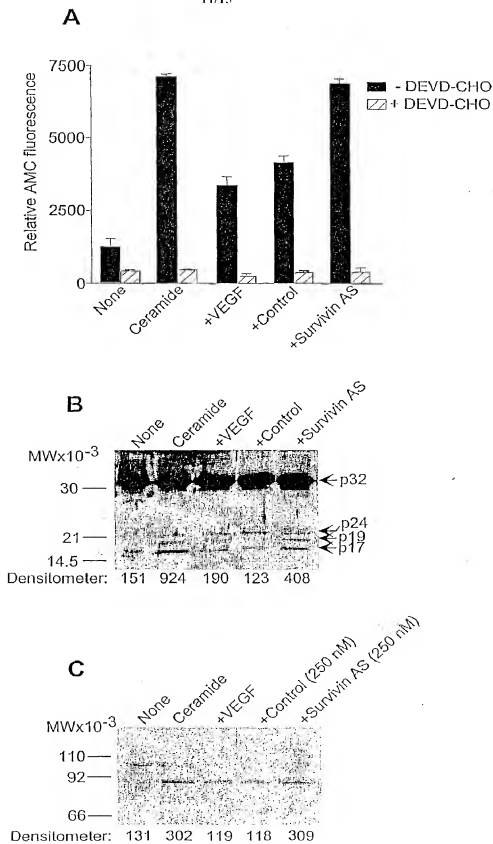 11/15
A
7500
5000
2500
0
Relative AMC fluorescence
- DEVD-CHO
+ DEVD-CHO
None
Ceramide
+VEGF
+Control
+Survivin AS
B
None
Ceramide
+VEGF
+Control
+Survivin AS
MWx10-3
30
21
14.5
p32
p24
p19
p17
Densitometer: 151 924 190 123 408
C
None
Ceramide
+VEGF
+Control (250 nM)
+Survivin AS (250 nM)
MWx10-3
110
92
66
Densitometer: 131 302 119 118 309